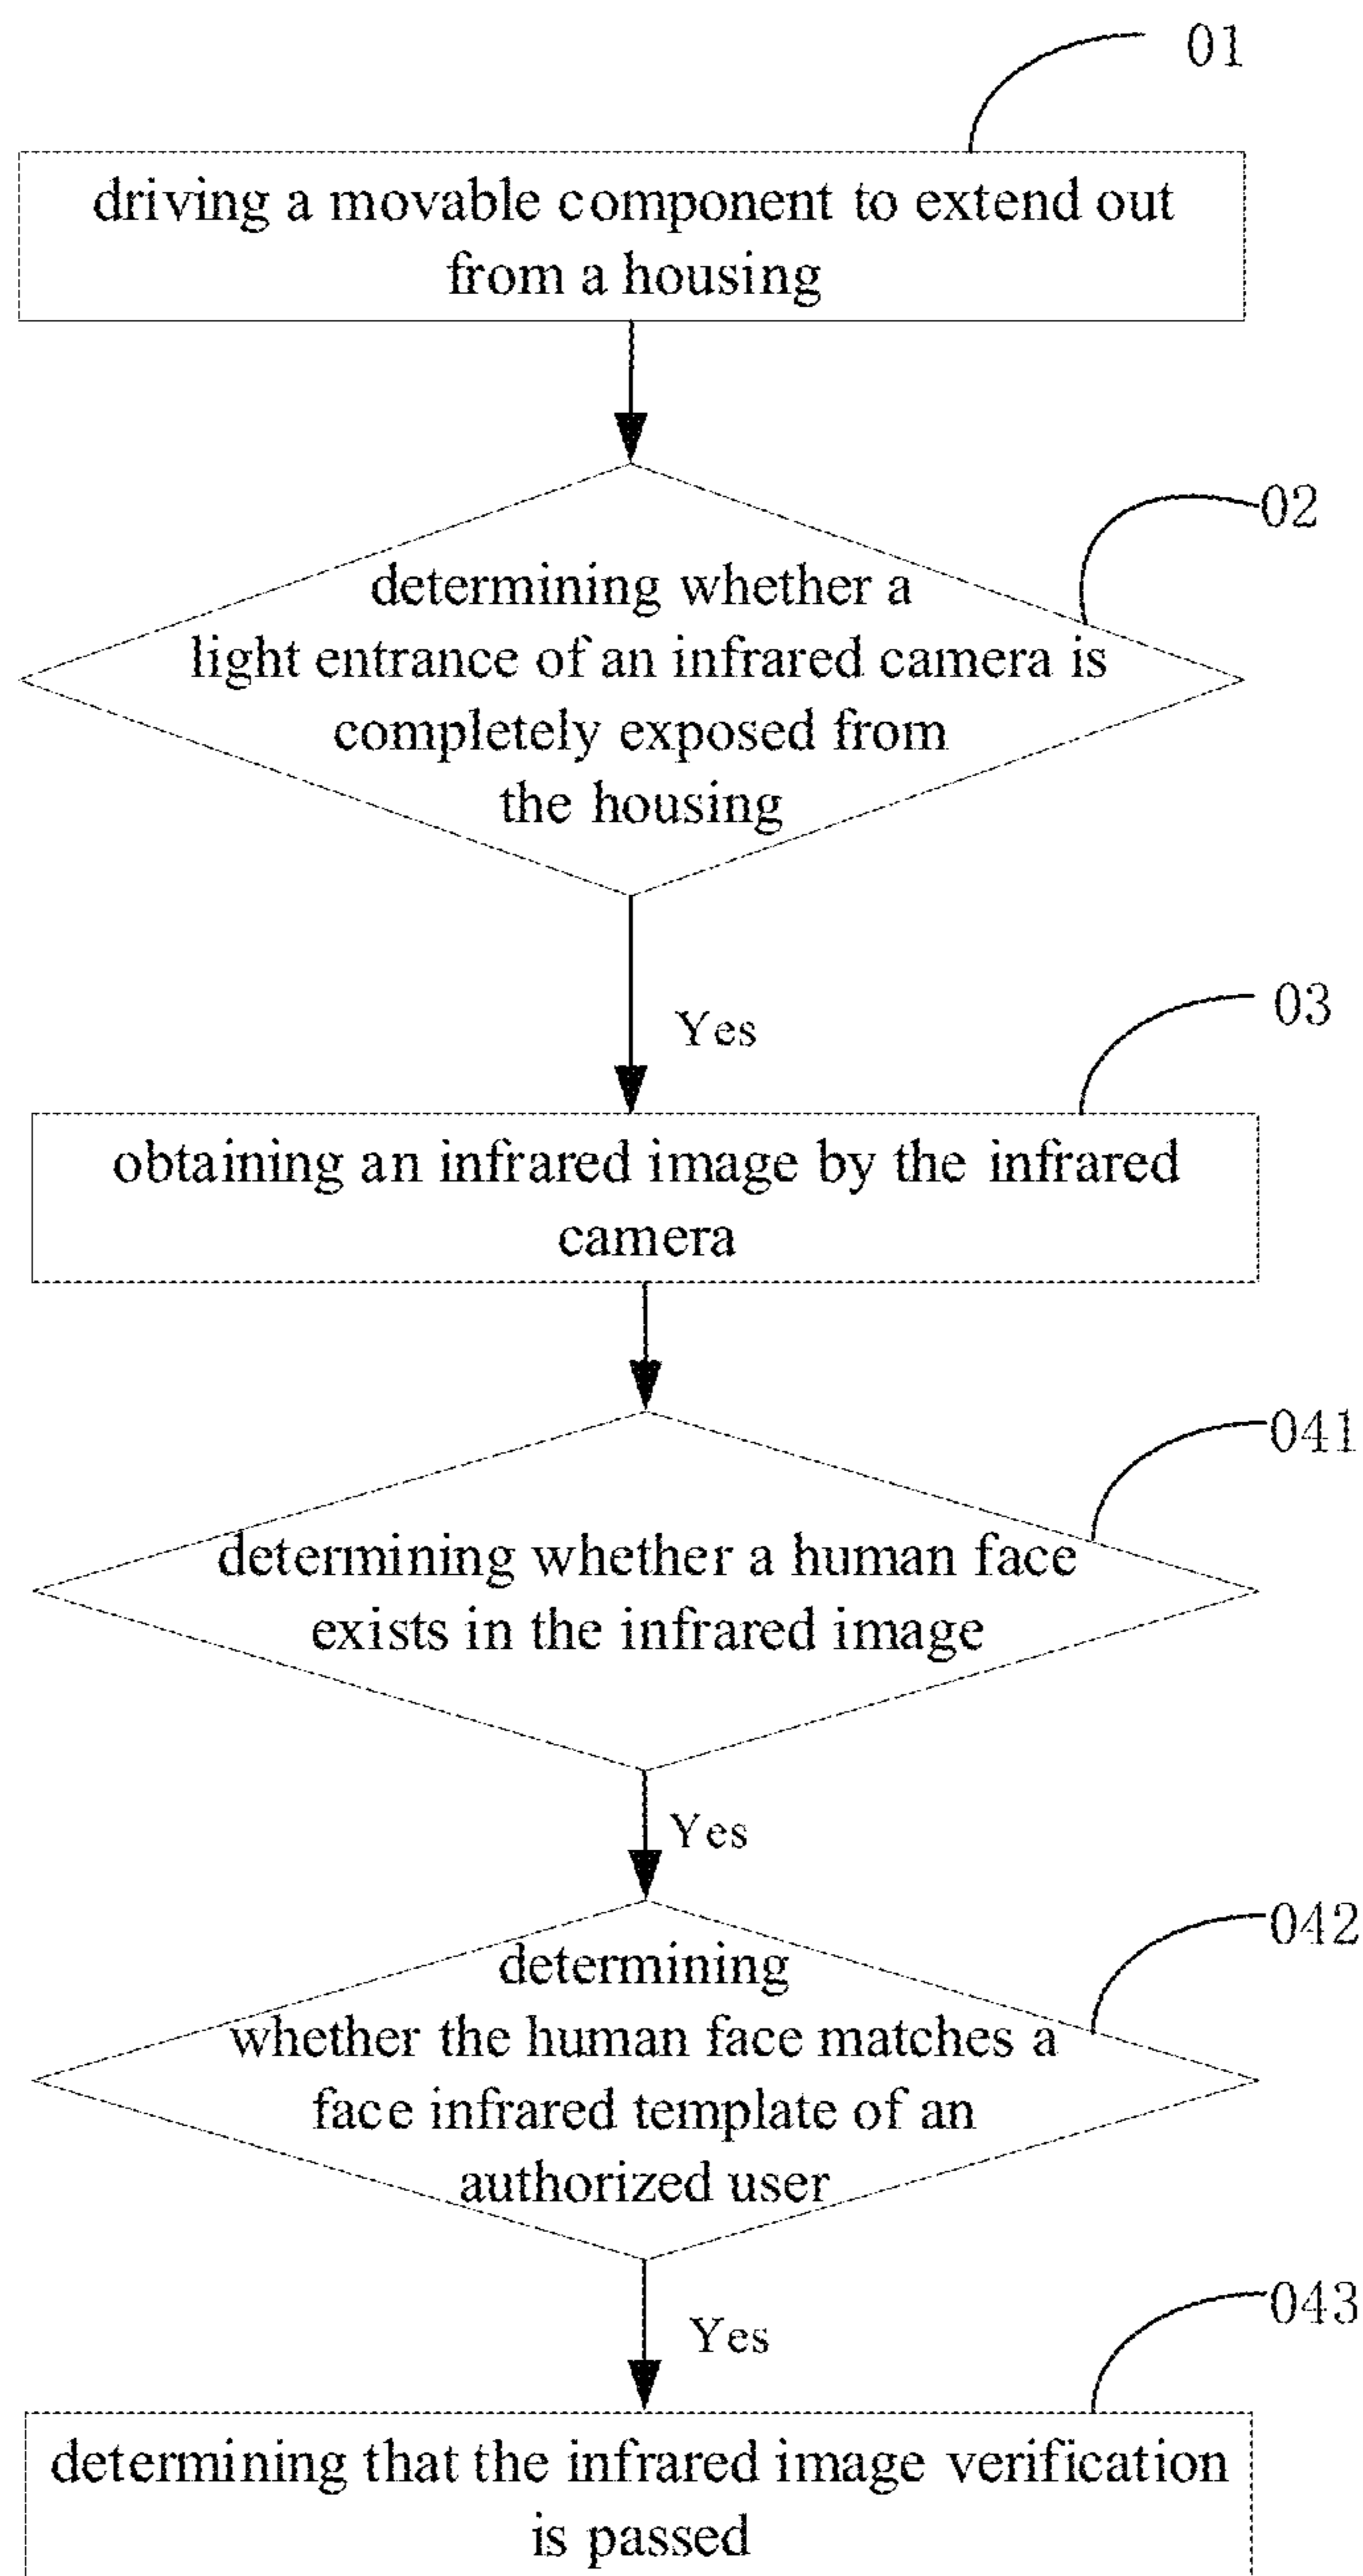 01
driving a movable component to extend out
from a housing
02
determining whether a
light entrance of an infrared camera is
completely exposed from
the housing
Yes
03
obtaining an infrared image by the infrared
camera
041
determining whether a human face
exists in the infrared image
Yes
042
determining
whether the human face matches a
face infrared template of an
authorized user
Yes
043
determining that the infrared image verification
is passed